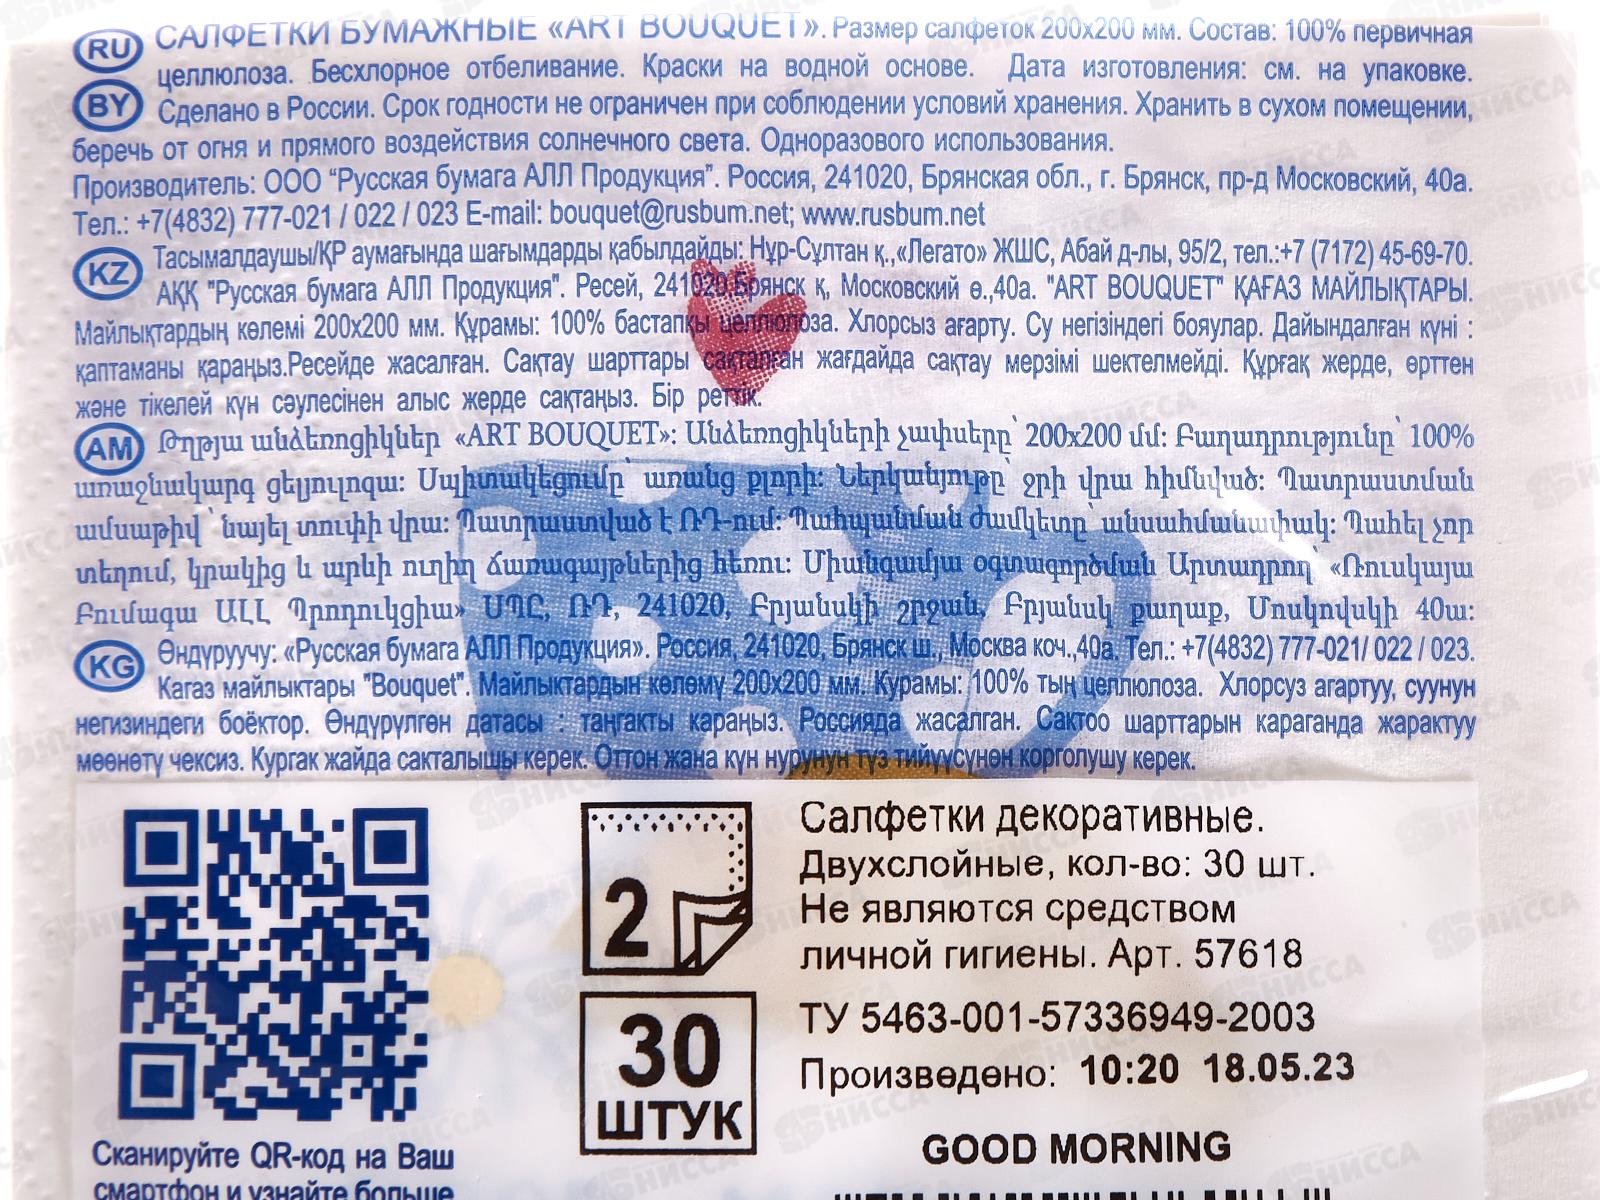 RU САЛФЕТКИ БУМАЖНЫЕ «ART BOUQUET». Размер салфеток 200х200 мм. Состав: 100% первичная
целлюлоза. Бесхлорное отбеливание. Краски на водной основе. Дата изготовления: см. на упаковке.
BY Сделано в России. Срок годности не ограничен при соблюдении условий хранения. Хранить в сухом помещении,
беречь от огня и прямого воздействия солнечного света. Одноразового использования.
Производитель: ООО “Русская бумага АЛЛ Продукция”. Россия, 241020, Брянская обл., г. Брянск, пр-д Московский, 40а.
Тел.: +7(4832) 777-021 / 022 / 023 E-mail: bouquet@rusbum.net; www.rusbum.net
KZ Тасымалдаушы/ҚР аумағында шағымдарды қабылдайды: Нұр-Сұлтан қ.,«Легато» ЖШС, Абай д-лы, 95/2, тел.:+7 (7172) 45-69-70.
АҚҚ "Русская бумага АЛЛ Продукция". Ресей, 241020,Брянск қ, Московский ө.,40а. "ART BOUQUET" ҚАҒАЗ МАЙЛЫҚТАРЫ.
Майлықтардың көлемі 200х200 мм. Құрамы: 100% бастапқы целлюлоза. Хлорсыз ағарту. Су негізіндегі бояулар. Дайындалған күні :
қаптаманы қараңыз.Ресейде жасалған. Сақтау шарттары сақталған жағдайда сақтау мерзімі шектелмейді. Құрғақ жерде, өрттен
және тікелей күн сәулесінен алыс жерде сақтаңыз. Бір реттік.
AM Թղթյա անձեռոցիկներ «ART BOUQUET»: Անձեռոցիկների չափսերը՝ 200x200 մմ: Բաղադրությունը՝ 100%
առաջնակարգ ցելյուլոզա: Սպիտակեցումը՝ առանց քլորի: Ներկանյութը՝ ջրի վրա հիմնված: Պատրաստման
ամսաթիվ՝ նայել տուփի վրա: Պատրաստված է ՌԴ-ում: Պահպանման ժամկետը՝ անսահմանափակ: Պահել չոր
տեղում, կրակից և արևի ուղիղ ճառագայթներից հեռու: Միանգամյա օգտագործման Արտադրող՝ «Ռուսկայա
Բումագա ԱԼԼ Պրոդուկցիա» ՍՊԸ, ՌԴ, 241020, Բրյանսկի շրջան, Բրյանսկ քաղաք, Մոսկովսկի 40ա:
KG Өндүруучу: «Русская бумага АЛЛ Продукция». Россия, 241020, Брянск ш., Москва коч.,40а. Тел.: +7(4832) 777-021/ 022 / 023.
Кагаз майлыктары "Bouquet". Майлыктардын көлөмү 200х200 мм. Курамы: 100% тың целлюлоза. Хлорсуз агартуу, суунун
негизиндеги боёктор. Өндүрүлгөн датасы : таңгакты караңыз. Россияда жасалган. Сактоо шарттарын караганда жарактуу
мөөнөтү чексиз. Кургак жайда сакталышы керек. Оттон жана күн нурунун түз тийүүсүнөн корголушу керек.
Салфетки декоративные.
Двухслойные, кол-во: 30 шт.
Не являются средством
личной гигиены. Арт. 57618
ТУ 5463-001-57336949-2003
Произведено: 10:20 18.05.23
GOOD MORNING
2
30
ШТУК
Сканируйте QR-код на Ваш
смартфон и узнайте больше